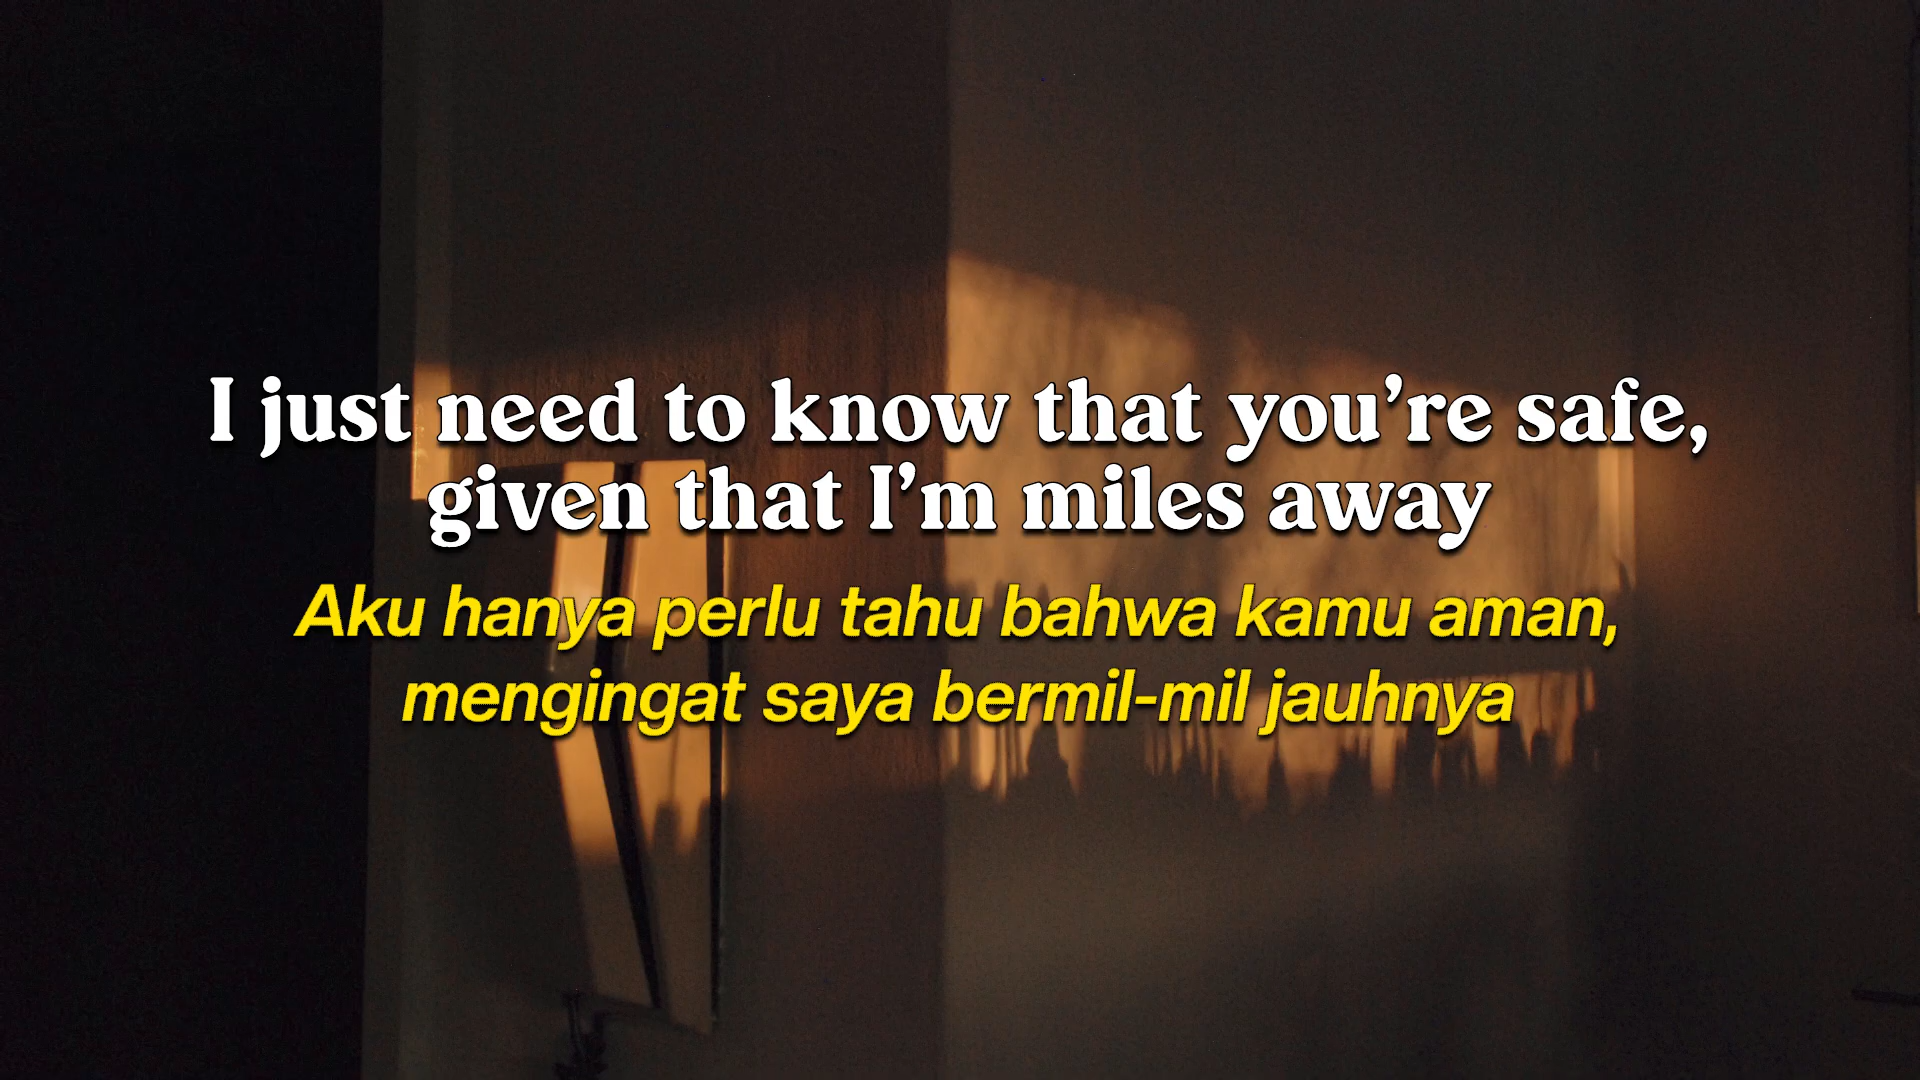 I just need to know that you’re safe,
given that I’m miles away
Aku hanya perlu tahu bahwa kamu aman,
mengingat saya bermil-mil jauhnya